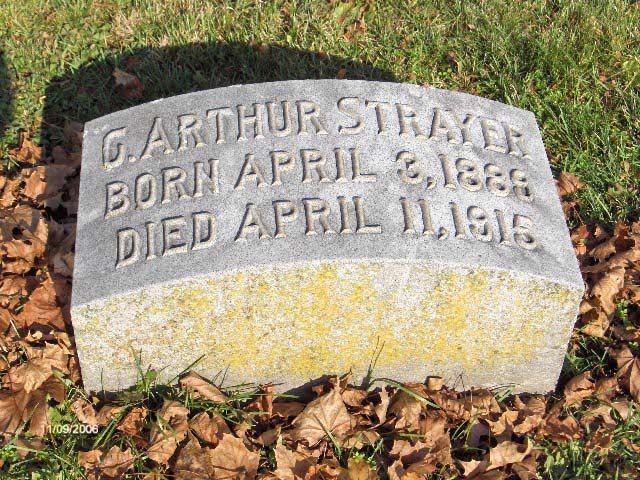 C. ARTHUR STRAYER
BORN APRIL 3, 1888
DIED APRIL 11, 1915
11/09/2006